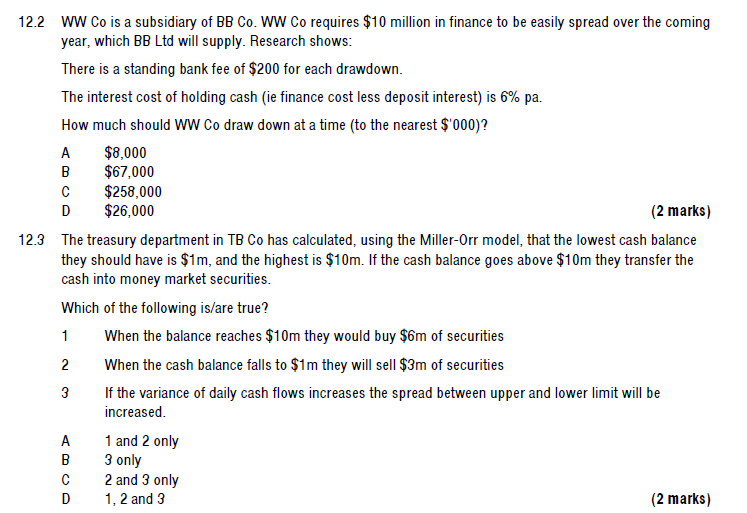 12.2 WW Co is a subsidiary of BB Co. WW Co requires $10 million in finance to be easily spread over the coming
year, which BB Ltd will supply. Research shows:
There is a standing bank fee of $200 for each drawdown.
The interest cost of holding cash (ie finance cost less deposit interest) is 6% pa.
How much should WW Co draw down at a time (to the nearest $'000)?
A $8,000
B $67,000
C $258,000
D $26,000 (2 marks)
12.3 The treasury department in TB Co has calculated, using the Miller-Orr model, that the lowest cash balance
they should have is $1m, and the highest is $10m. If the cash balance goes above $10m they transfer the
cash into money market securities.
Which of the following is/are true?
1 When the balance reaches $10m they would buy $6m of securities
2 When the cash balance falls to $1m they will sell $3m of securities
3 If the variance of daily cash flows increases the spread between upper and lower limit will be
increased.
A 1 and 2 only
B 3 only
C 2 and 3 only
D 1, 2 and 3 (2 marks)